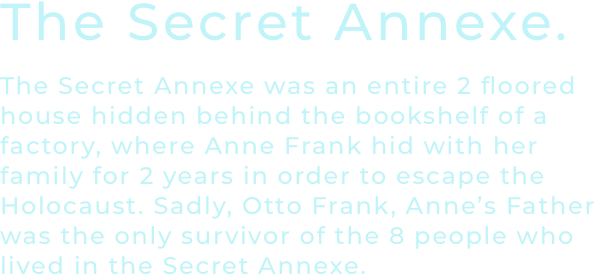 The Secret Annexe.
The Secret Annexe was an entire 2 floored
house hidden behind the bookshelf of a
factory, where Anne Frank hid with her
family for 2 years in order to escape the
Holocaust. Sadly, Otto Frank, Anne’s Father
was the only survivor of the 8 people who
lived in the Secret Annexe.